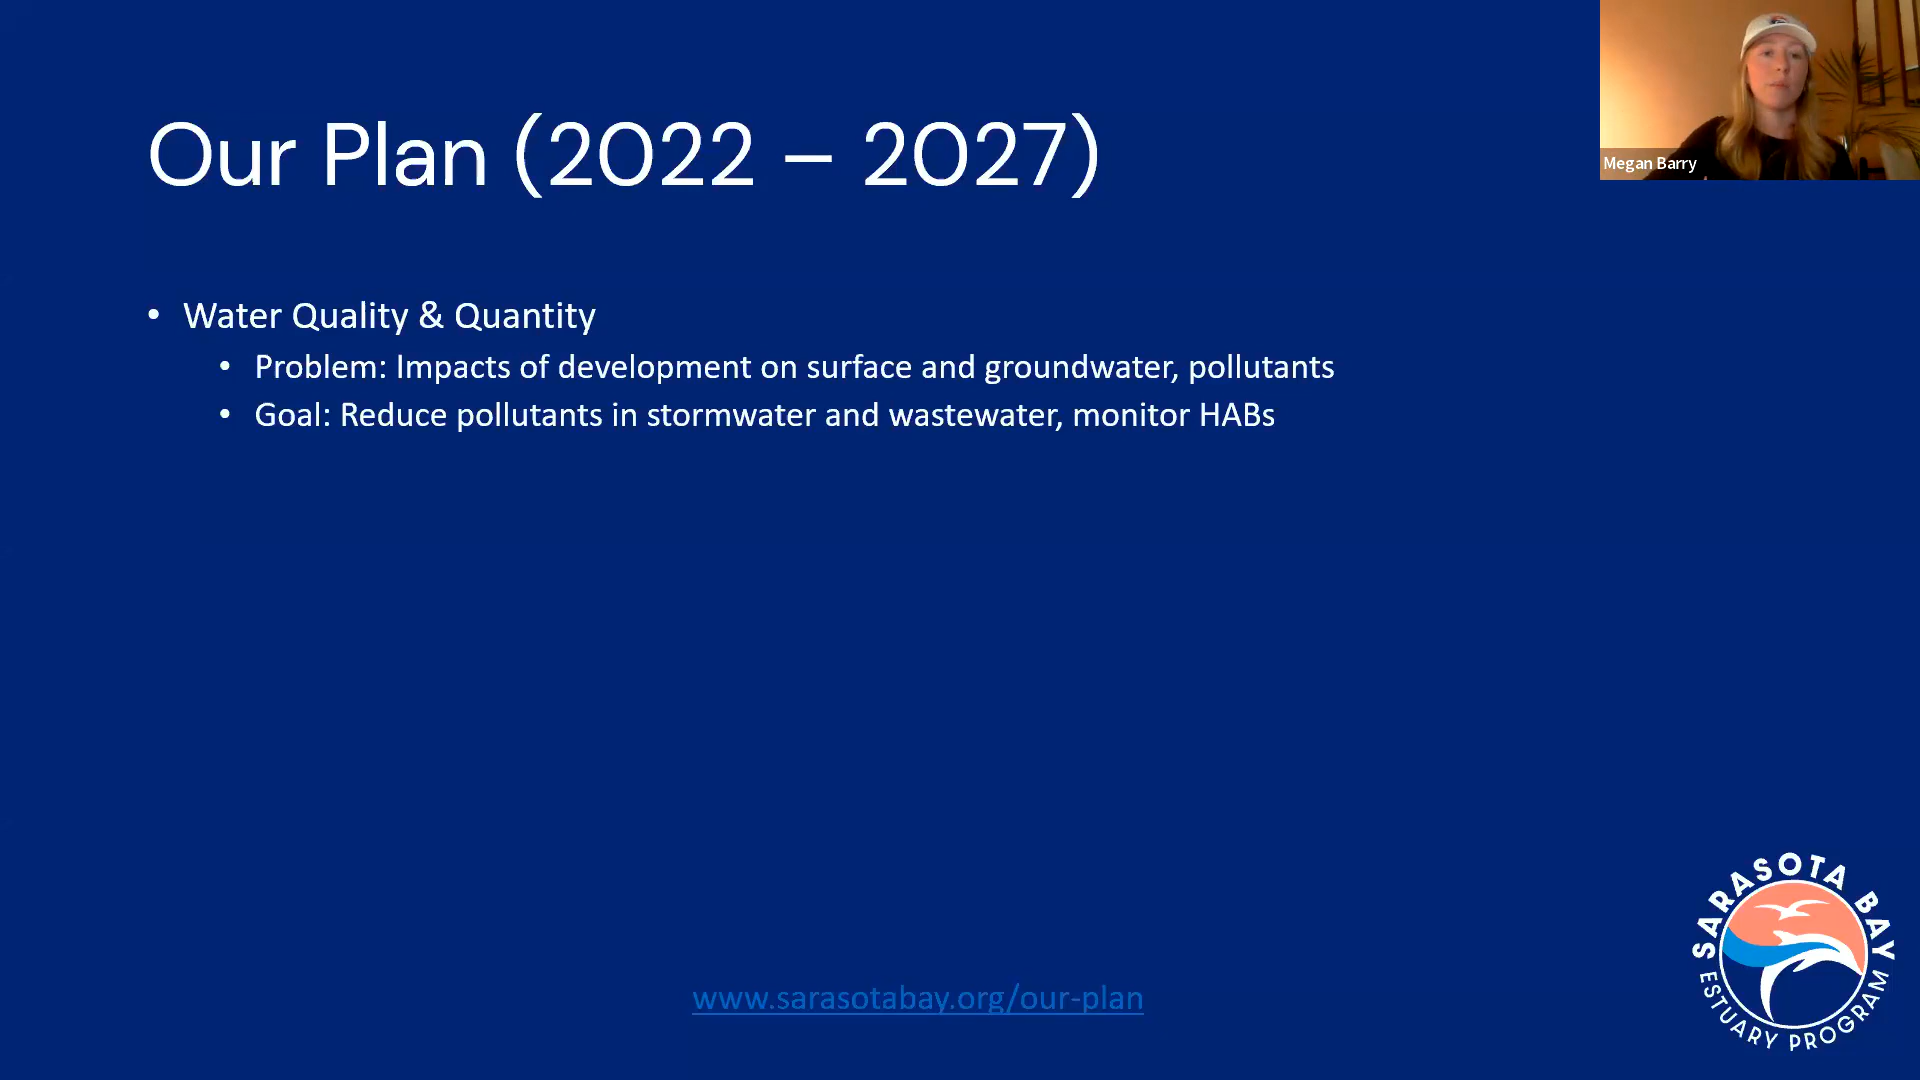 Our Plan (2022 – 2027)
Megan Barry
• Water Quality & Quantity
• Problem: Impacts of development on surface and groundwater, pollutants
• Goal: Reduce pollutants in stormwater and wastewater, monitor HABs
www.sarasotabay.org/our-plan
SARASOTA BAY
ESTUARY PROGRAM